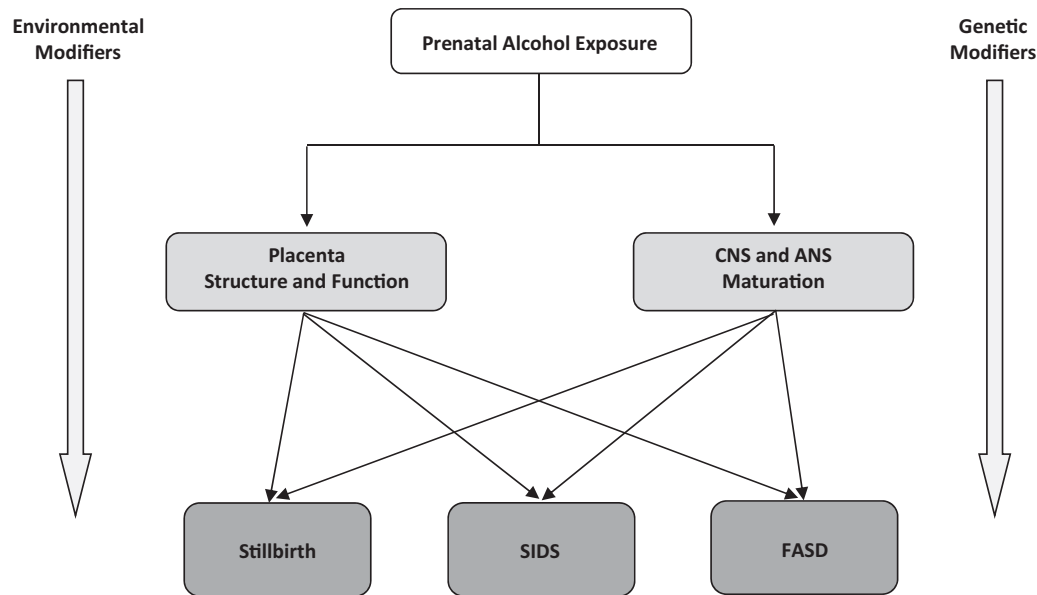 Environmental
Modifiers
Prenatal Alcohol Exposure
Genetic
Modifiers
Placenta
Structure and Function
CNS and ANS
Maturation
Stillbirth
SIDS
FASD